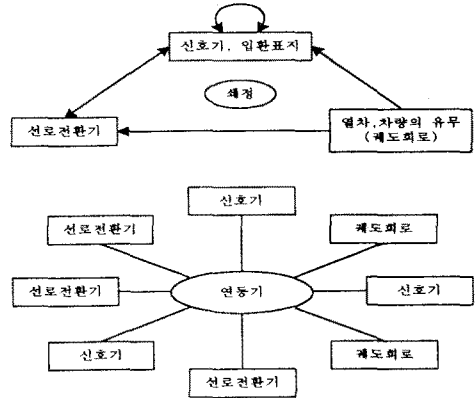 신호기, 입환표지
쇄정
선로전환기
열차,차량의 유무
(궤도회로)
신호기
선로전환기
궤도회로
선로전환기
연동기
신호기
신호기
궤도회로
선로전환기